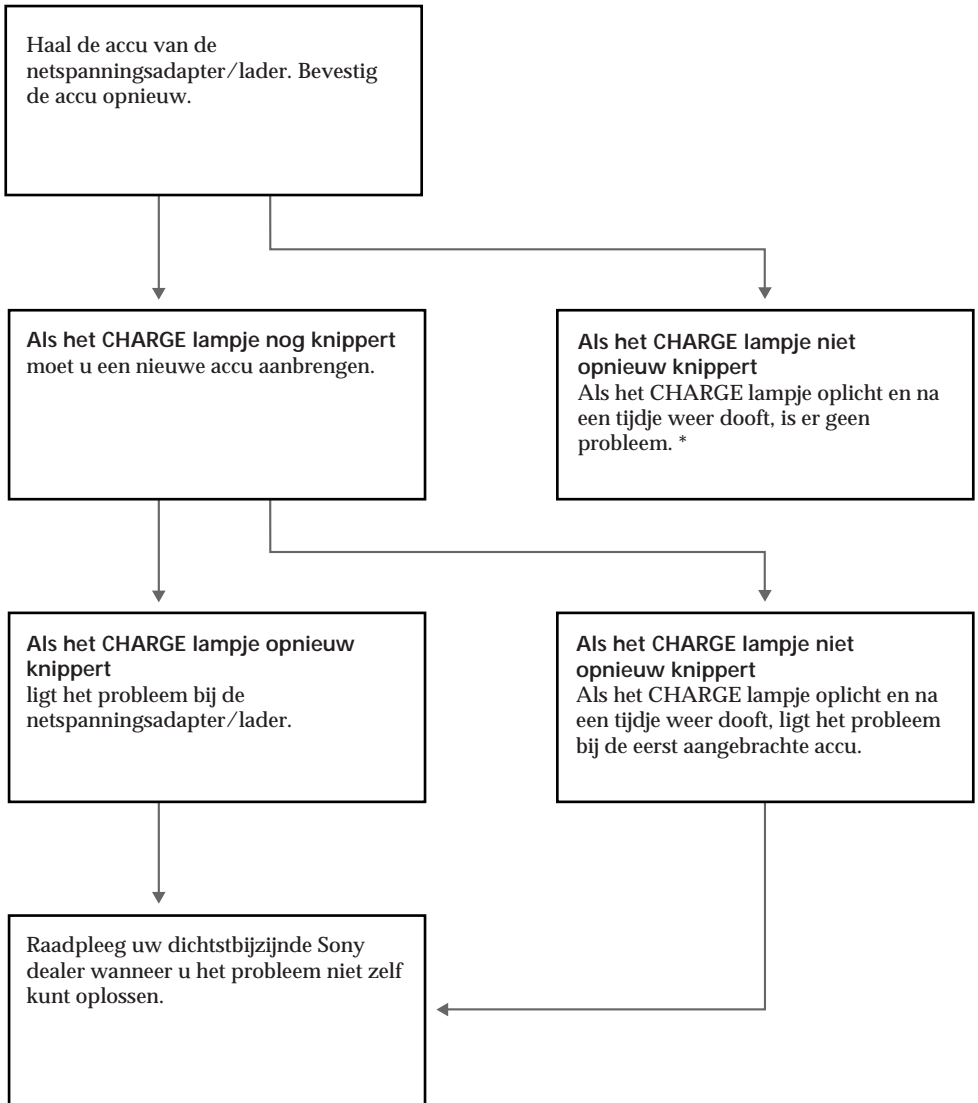 Haal de accu van de
netspanningsadapter/lader. Bevestig
de accu opnieuw.
Als het CHARGE lampje nog knippert
moet u een nieuwe accu aanbrengen.
Als het CHARGE lampje niet
opnieuw knippert
Als het CHARGE lampje oplicht en na
een tijdje weer dooft, is er geen
probleem. *
Als het CHARGE lampje opnieuw
knippert
ligt het probleem bij de
netspanningsadapter/lader.
Als het CHARGE lampje niet
opnieuw knippert
Als het CHARGE lampje oplicht en na
een tijdje weer dooft, ligt het probleem
bij de eerst aangebrachte accu.
Raadpleeg uw dichtstbijzijnde Sony
dealer wanneer u het probleem niet zelf
kunt oplossen.